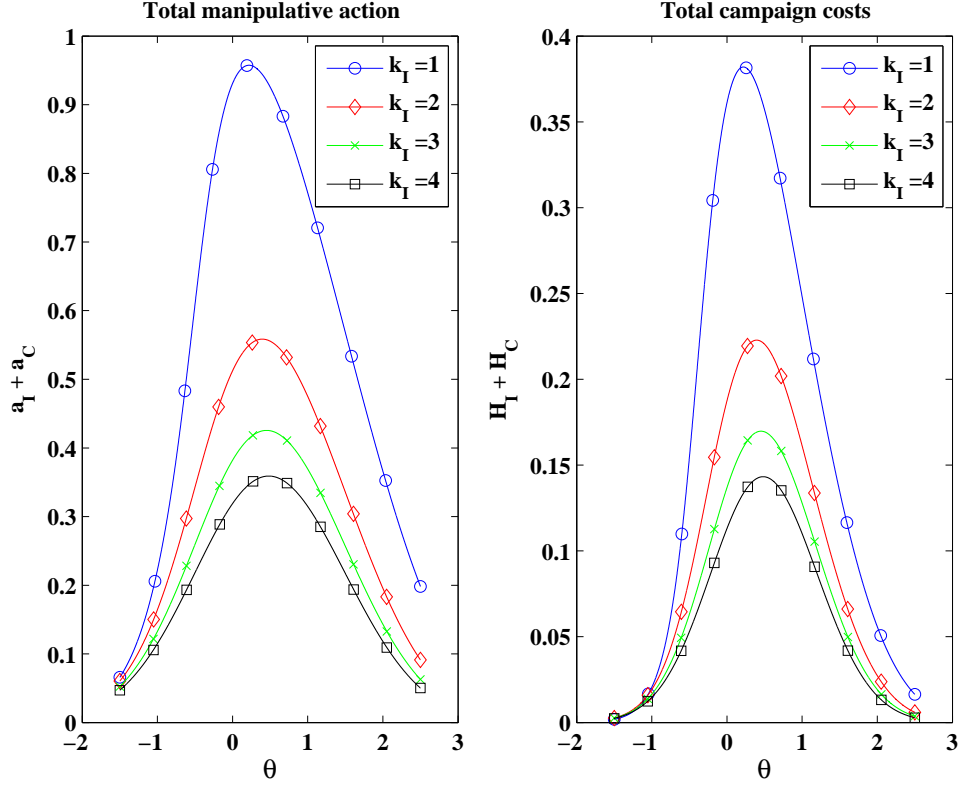 Total manipulative action
1
0.9
0.8
0.7
0.6
0.5
0.4
0.3
0.2
0.1
0
a_I + a_C
−2
−1
0
1
2
3
θ
k_I =1
k_I =2
k_I =3
k_I =4
Total campaign costs
0.4
0.35
0.3
0.25
0.2
0.15
0.1
0.05
0
H_I + H_C
−2
−1
0
1
2
3
θ
k_I =1
k_I =2
k_I =3
k_I =4